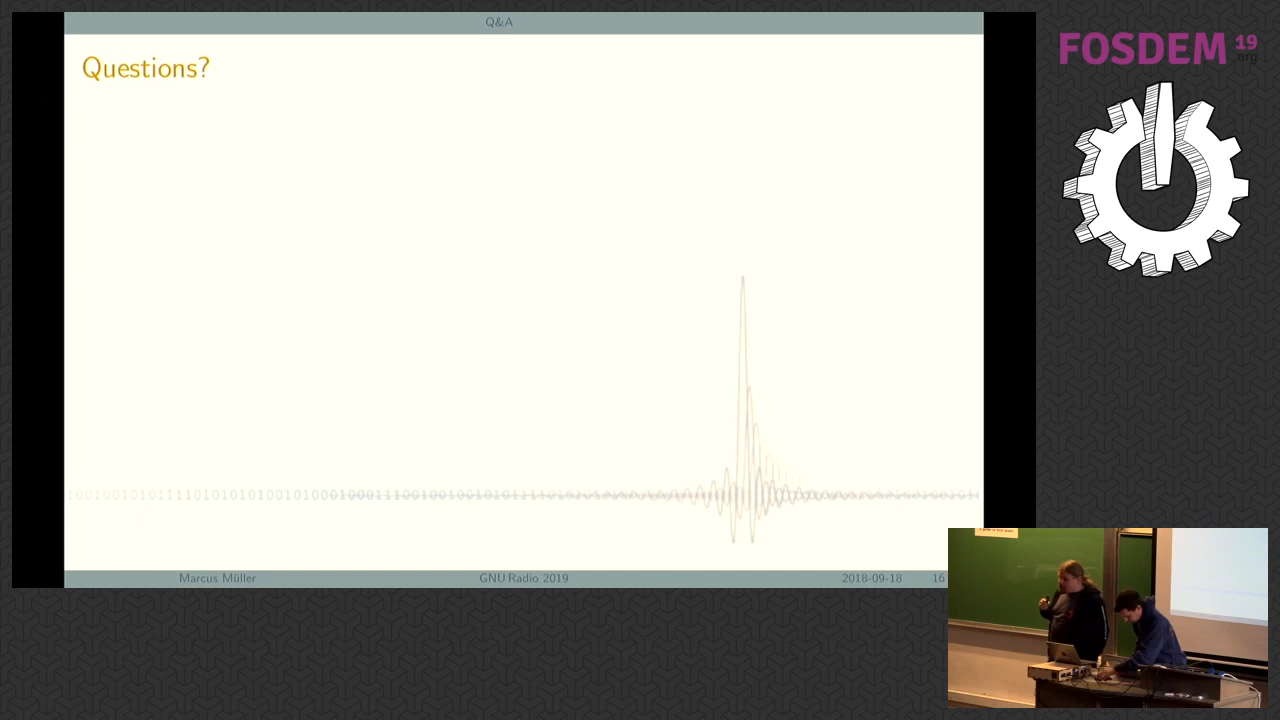 Q&A
Questions?
FOSDEM 19
.org
Marcus Müller
GNU Radio 2019
2018-09-18
16